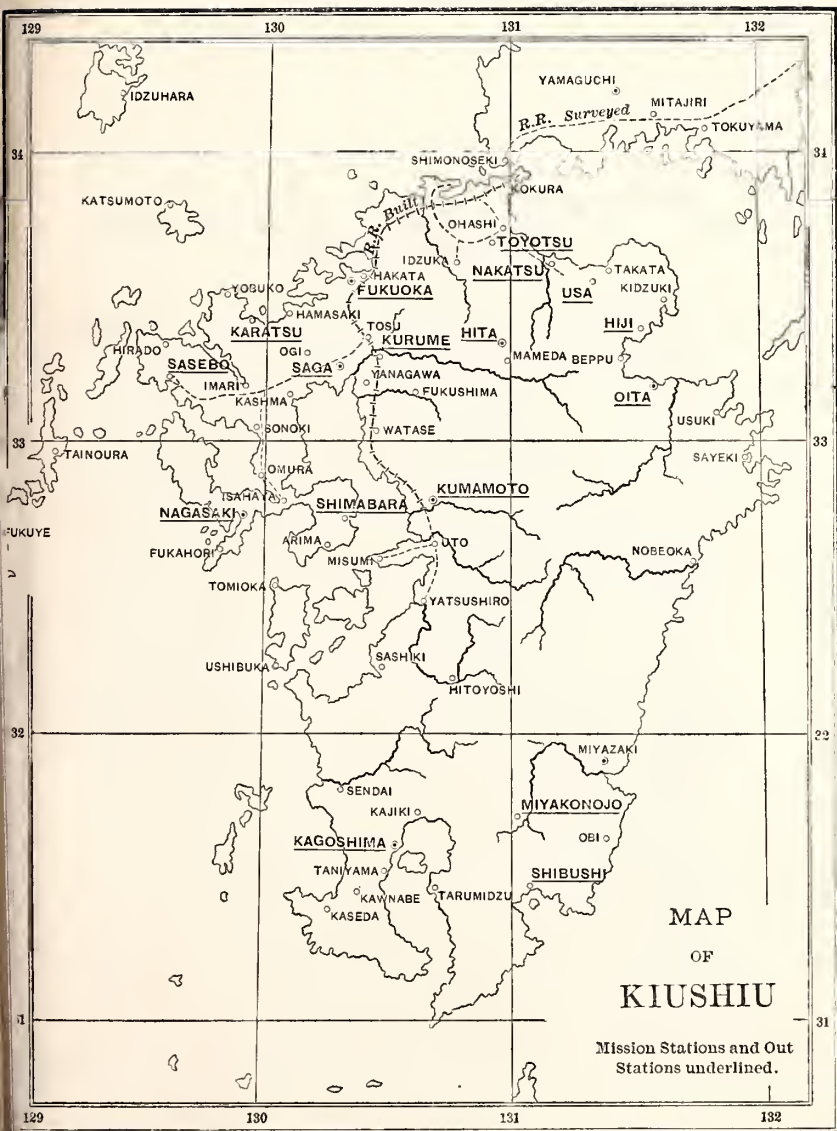 129
130
131
132
IDZUHARA
YAMAGUCHI
MITAJIRI
R.R. Surveyed
TOKUYAMA
34
34
SHIMONOSEKI
KATSUMOTO
KOKURA
R.R. Built
OHASHI
TOYOTSU
IDZUKA
NAKATSU
TAKATA
HAKATA
FUKUOKA
USA
KIDZUKI
YOBUKO
HAMASAKI
KARATSU
HIJI
TOSU
HIRADO
OGI
KURUME
HITA
SASEBO
SAGA
MAMEDA
BEPPU
IMARI
YANAGAWA
KASHMA
FUKUSHIMA
OITA
USUKI
SONOKI
WATASE
33
33
TAINOURA
SAYEKI
OMURA
ISAHAYA
KUMAMOTO
NAGASAKI
SHIMABARA
FUKUYE
ARIMA
UTO
FUKAHORI
MISUMI
NOBEOKA
TOMIOKA
YATSUSHIRO
USHIBUKA
SASHIKI
HITOYOSHI
32
32
MIYAZAKI
SENDAI
KAJIKI
MIYAKONOJO
KAGOSHIMA
OBI
TANIYAMA
SHIBUSHI
KAWNABE
TARUMIDZU
KASEDA
MAP
OF
KIUSHIU
31
31
Mission Stations and Out
Stations underlined.
129
130
131
132